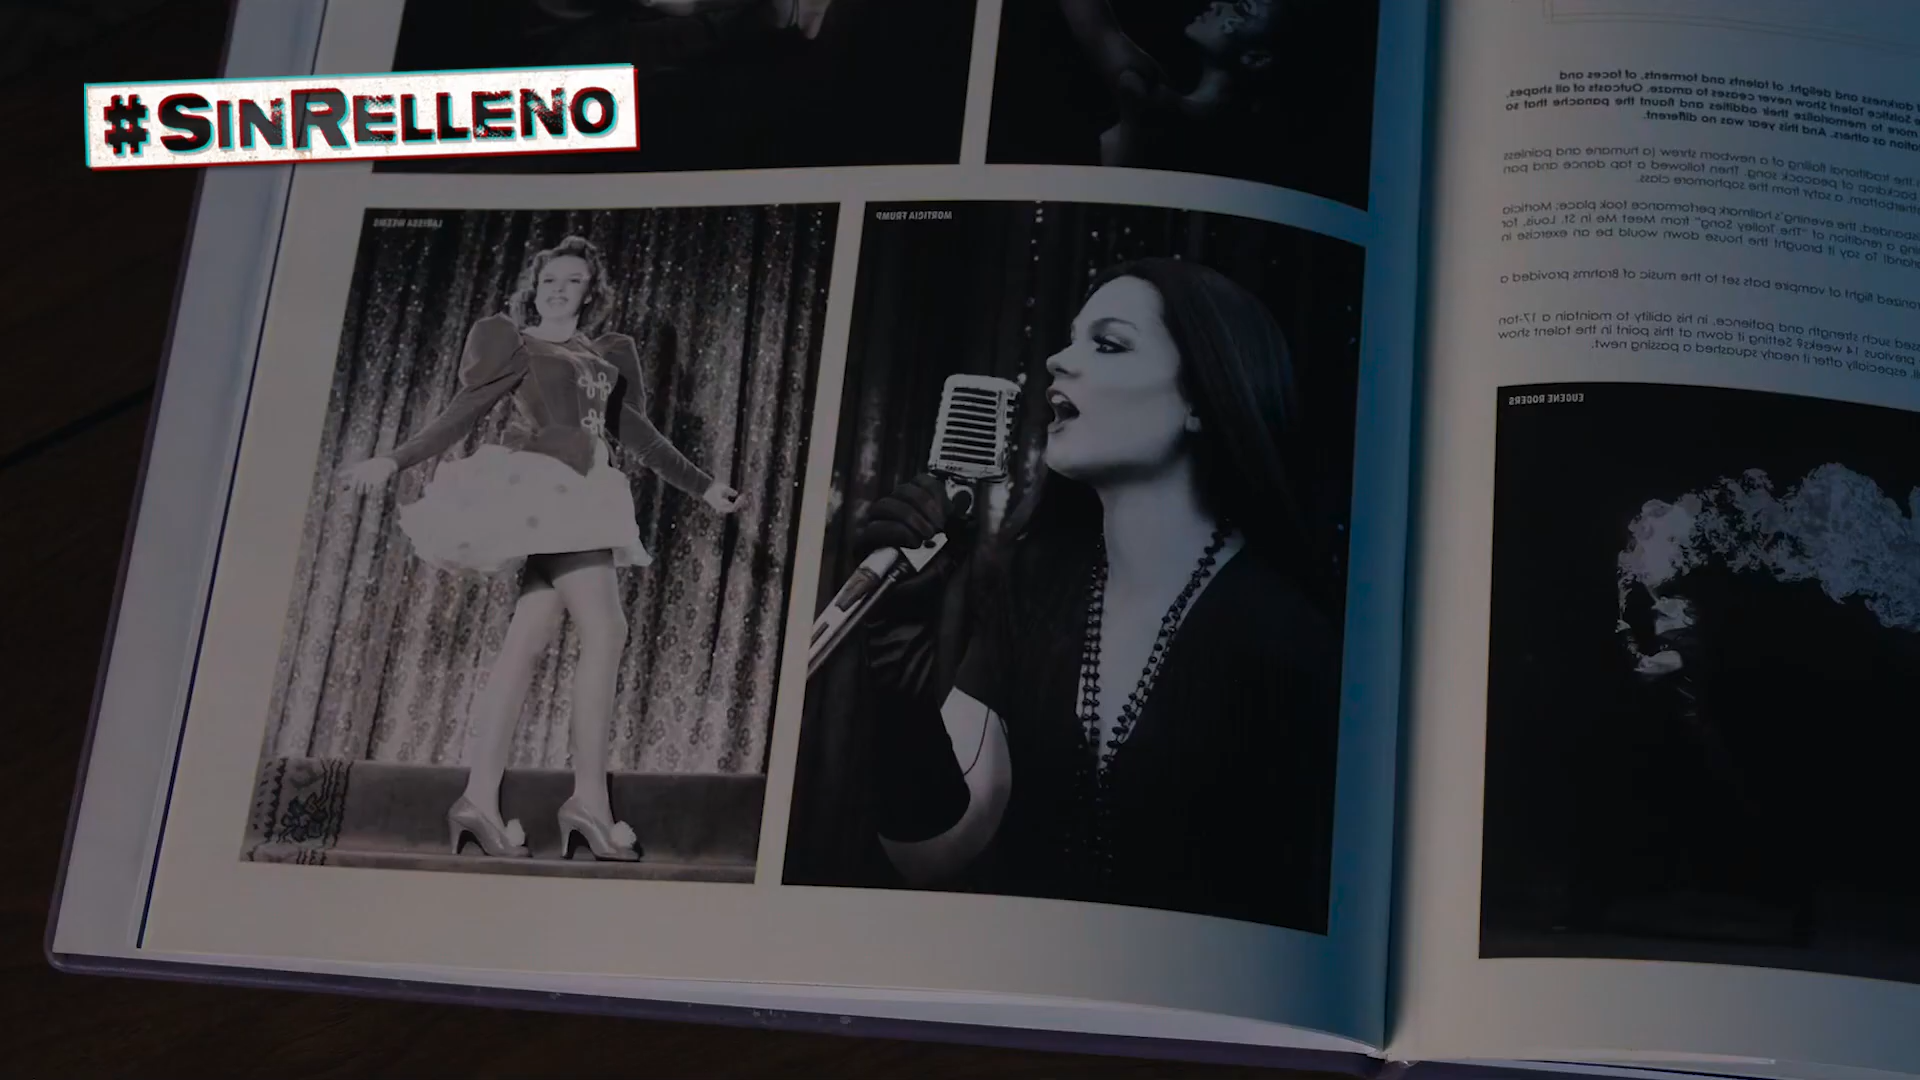 #SINRELLENO
LARISSA WEEMS
MORTICIA FRUMP
darkness and delight, of talents and torments, of faces and
Solstice Talent Show never ceases to amaze. Outcasts of all shapes,
more to memorialize their oddities and flaunt the panache that so
as others. And this year was no different.
the traditional of a newborn shrew (a humane and painless
backdrop of peacock song. Then followed a tap dance and pan
a satyr from the sophomore class.
the evening's hallmark performance took place: Morticia
a rendition of "The Trolley Song" from Meet Me in St. Louis, for
To say it brought the house down would be an exercise in
flight of vampire bats set to the music of Brahms provided a
such strength and patience, in his ability to maintain a 17-ton
previous 14 weeks? Setting it down at this point in the talent show
especially after it nearly squashed a passing newt.
EUGENE ROGERS